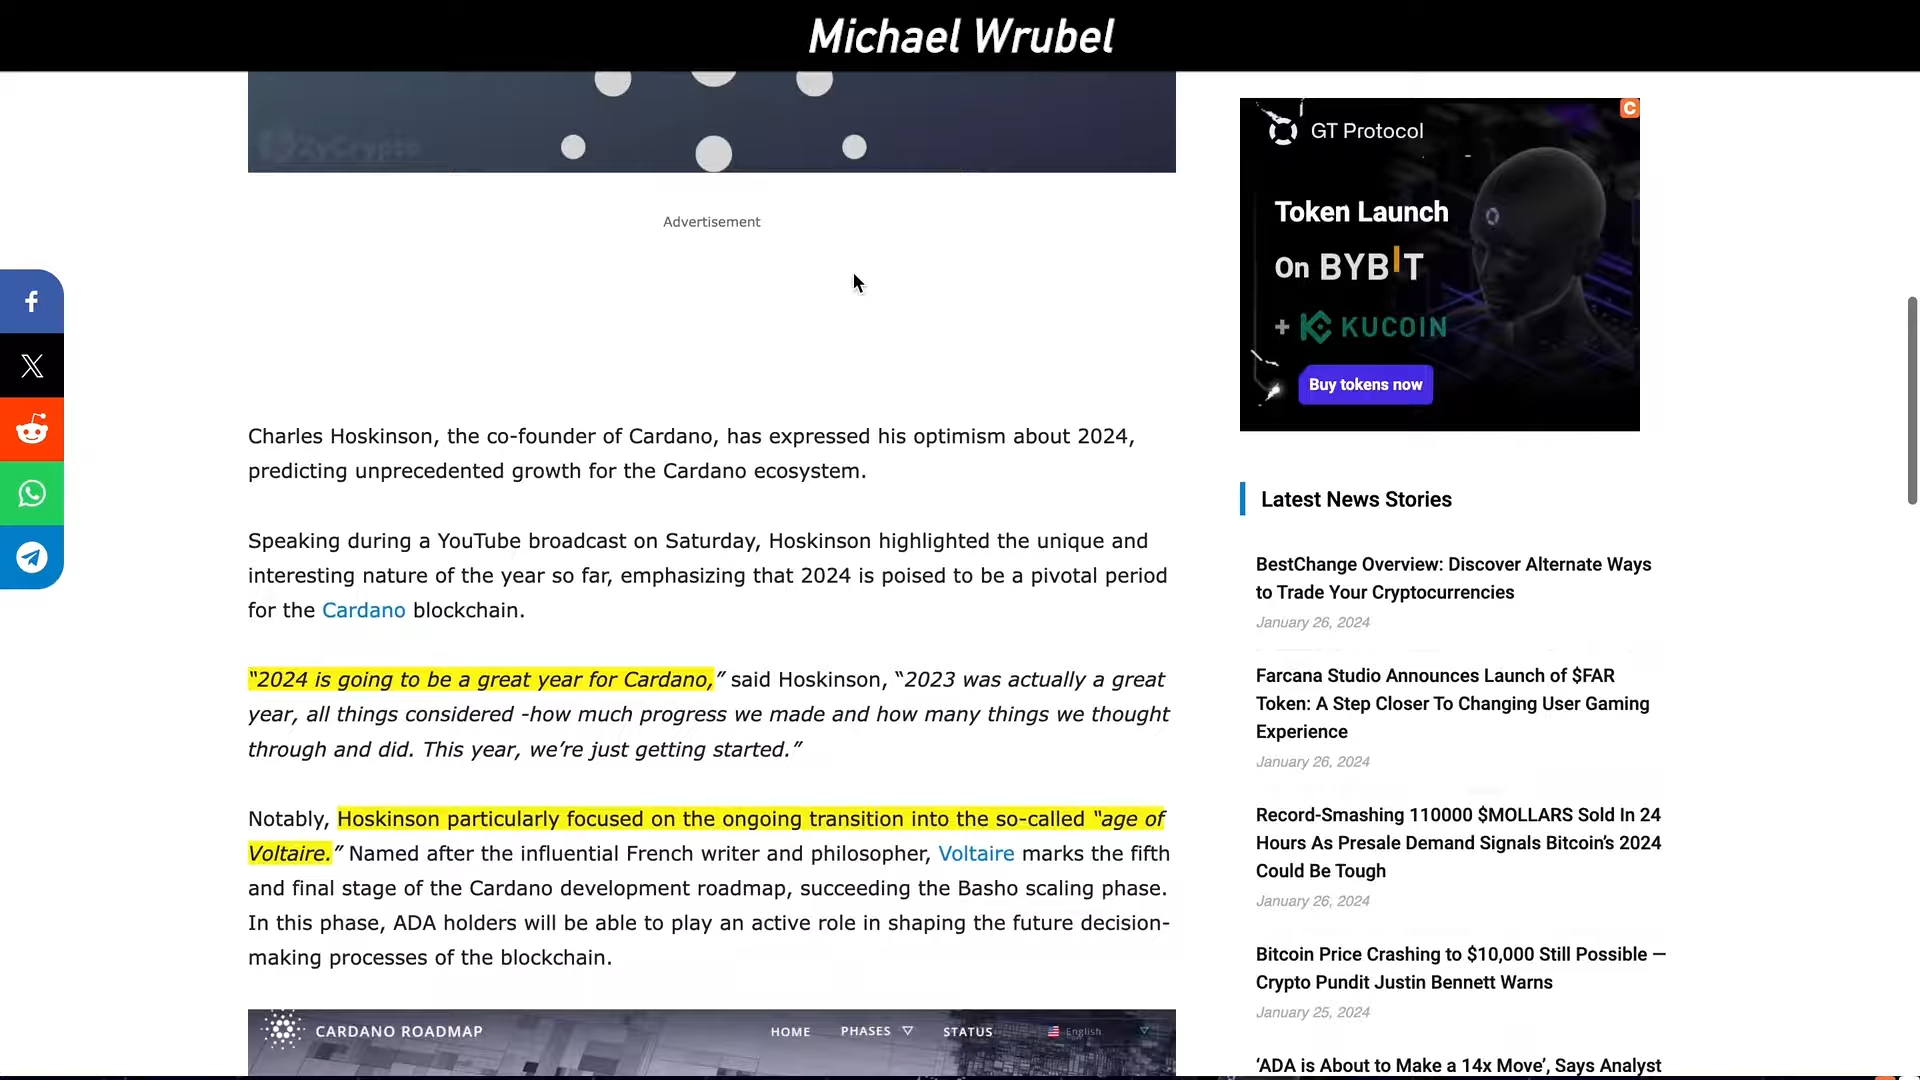 Michael Wrubel
ZyCrypto
Advertisement
Charles Hoskinson, the co-founder of Cardano, has expressed his optimism about 2024,
predicting unprecedented growth for the Cardano ecosystem.
Speaking during a YouTube broadcast on Saturday, Hoskinson highlighted the unique and
interesting nature of the year so far, emphasizing that 2024 is poised to be a pivotal period
for the Cardano blockchain.
“2024 is going to be a great year for Cardano,” said Hoskinson, “2023 was actually a great
year, all things considered -how much progress we made and how many things we thought
through and did. This year, we’re just getting started.”
Notably, Hoskinson particularly focused on the ongoing transition into the so-called “age of
Voltaire.” Named after the influential French writer and philosopher, Voltaire marks the fifth
and final stage of the Cardano development roadmap, succeeding the Basho scaling phase.
In this phase, ADA holders will be able to play an active role in shaping the future decision-
making processes of the blockchain.
CARDANO ROADMAP
HOME PHASES STATUS English
GT Protocol
Token Launch
On BYBIT
+ KUCOIN
Buy tokens now
Latest News Stories
BestChange Overview: Discover Alternate Ways
to Trade Your Cryptocurrencies
January 26, 2024
Farcana Studio Announces Launch of $FAR
Token: A Step Closer To Changing User Gaming
Experience
January 26, 2024
Record-Smashing 110000 $MOLLARS Sold In 24
Hours As Presale Demand Signals Bitcoin’s 2024
Could Be Tough
January 26, 2024
Bitcoin Price Crashing to $10,000 Still Possible —
Crypto Pundit Justin Bennett Warns
January 25, 2024
‘ADA is About to Make a 14x Move’, Says Analyst